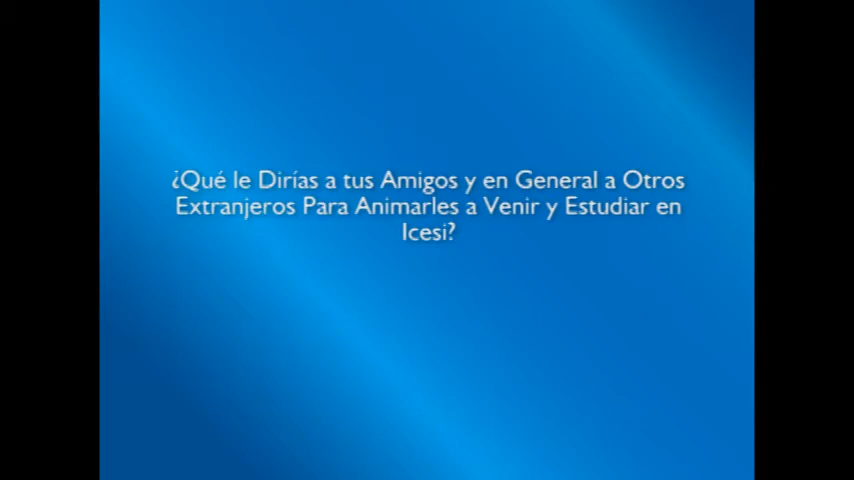 ¿Qué le Dirías a tus Amigos y en General a Otros
Extranjeros Para Animarles a Venir y Estudiar en
Icesi?